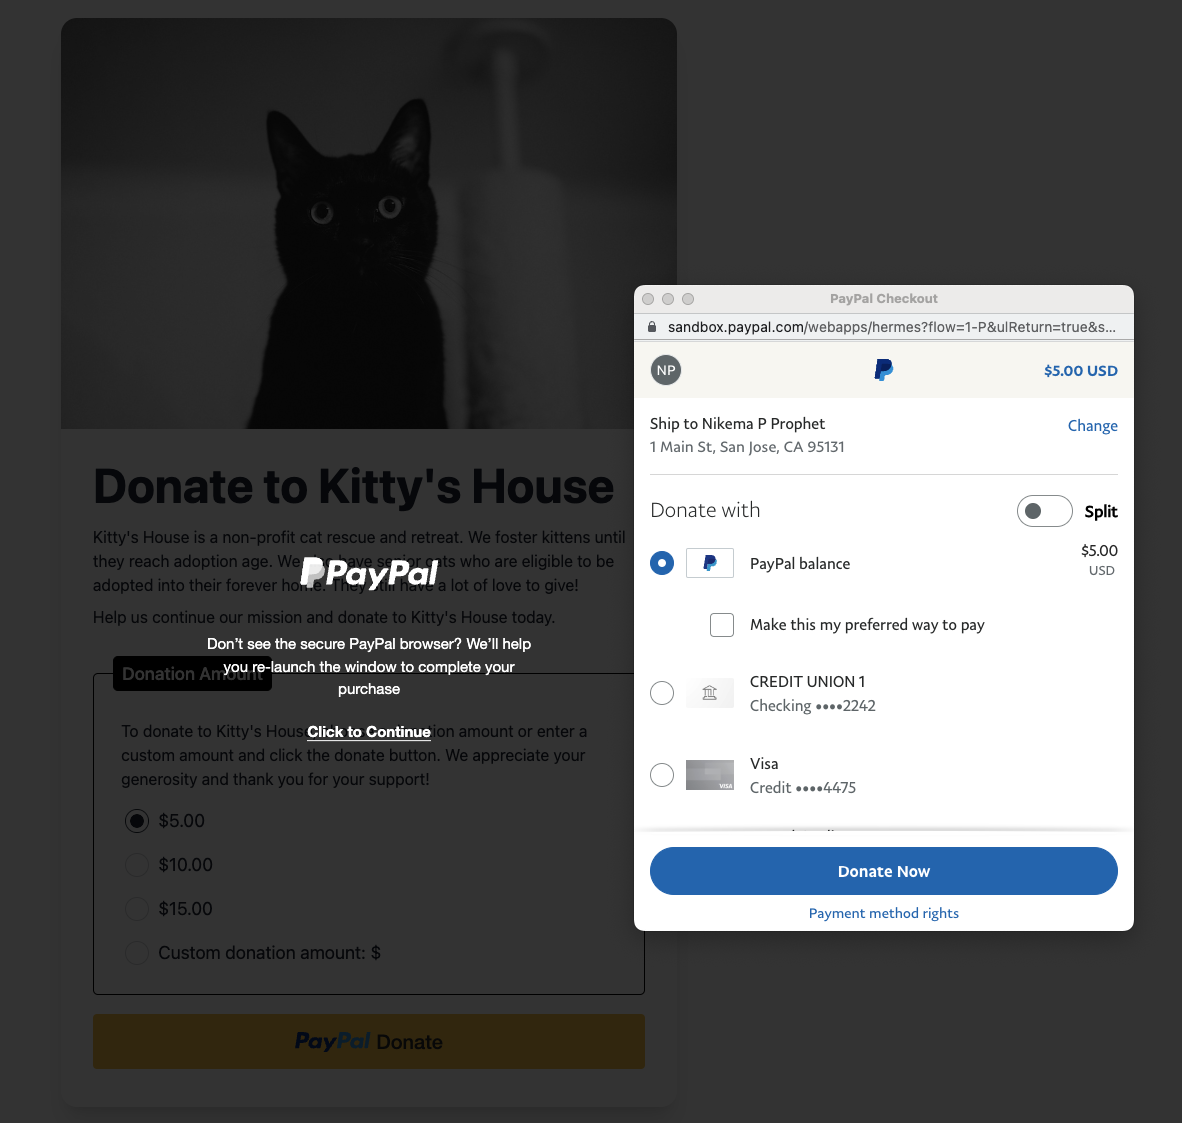 Donate to Kitty's House
Kitty's House is a non-profit cat rescue and retreat. We foster kittens until
they reach adoption age. We also have senior cats who are eligible to be
adopted into their forever home. They still have a lot of love to give!
Help us continue our mission and donate to Kitty's House today.
PayPal
Don't see the secure PayPal browser? We'll help
you re-launch the window to complete your
purchase
Click to Continue
Donation Amount
To donate to Kitty's House
donation amount or enter a
custom amount and click the donate button. We appreciate your
generosity and thank you for your support!
$5.00
$10.00
$15.00
Custom donation amount: $
PayPal Donate
PayPal Checkout
sandbox.paypal.com/webapps/hermes?flow=1-P&ulReturn=true&s...
NP
$5.00 USD
Ship to Nikema P Prophet
Change
1 Main St, San Jose, CA 95131
Donate with
Split
PayPal balance
$5.00
USD
Make this my preferred way to pay
CREDIT UNION 1
Checking ••••2242
Visa
VISA
Credit ••••4475
Donate Now
Payment method rights